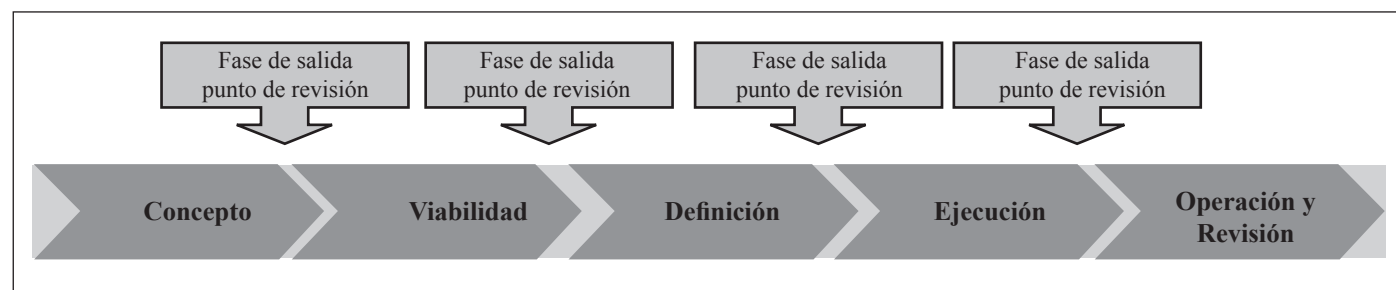 Fase de salida
punto de revisión
Fase de salida
punto de revisión
Fase de salida
punto de revisión
Fase de salida
punto de revisión
Concepto
Viabilidad
Definición
Ejecución
Operación y
Revisión